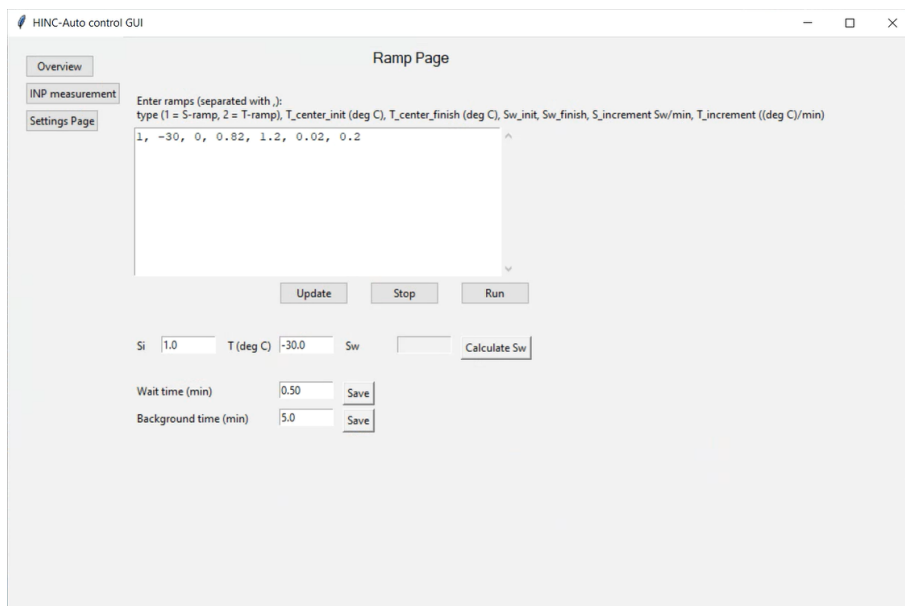 HINC-Auto control GUI
Ramp Page
Overview
INP measurement
Settings Page
Enter ramps (separated with ,):
type (1 = S-ramp, 2 = T-ramp), T_center_init (deg C), T_center_finish (deg C), Sw_init, Sw_finish, S_increment Sw/min, T_increment ((deg C)/min)
1, -30, 0, 0.82, 1.2, 0.02, 0.2
Update Stop Run
Si 1.0 T (deg C) -30.0 Sw Calculate Sw
Wait time (min) 0.50 Save
Background time (min) 5.0 Save